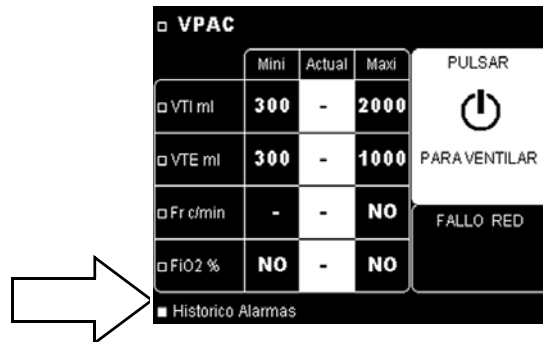 VPAC
Mini Actual Maxi
VTI ml 300 - 2000
VTE ml 300 - 1000
Fr c/min - - NO
FiO2 % NO - NO
PULSAR
PARA VENTILAR
FALLO RED
Historico Alarmas